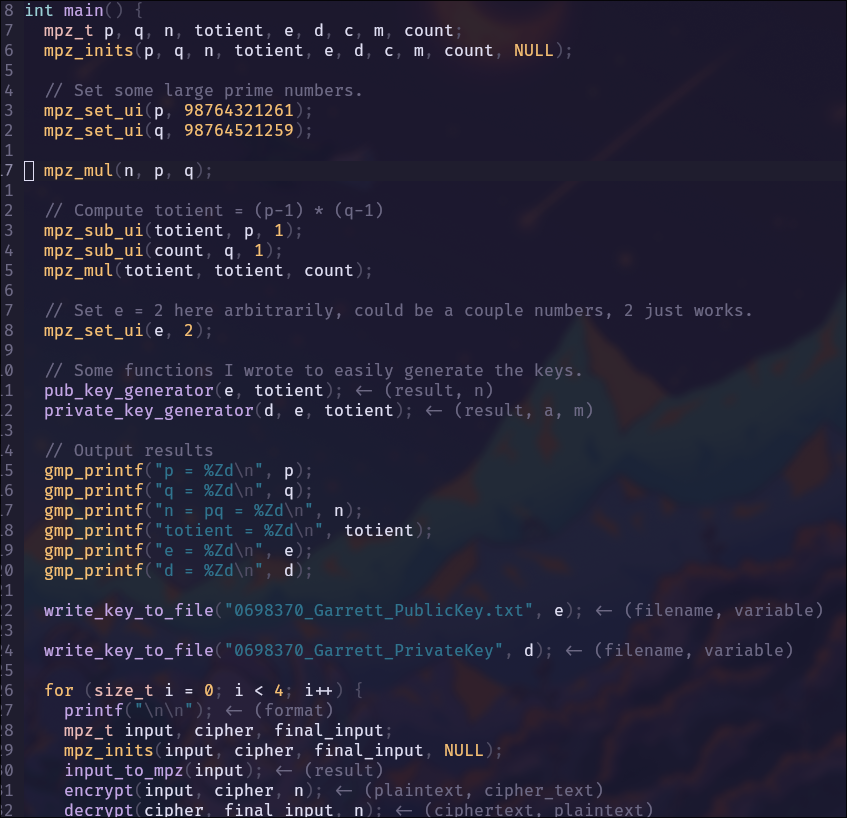 8 int main() {
7 mpz_t p, q, n, totient, e, d, c, m, count;
6 mpz_inits(p, q, n, totient, e, d, c, m, count, NULL);
5
4 // Set some large prime numbers.
3 mpz_set_ui(p, 98764321261);
2 mpz_set_ui(q, 98764521259);
1
7 mpz_mul(n, p, q);
1
2 // Compute totient = (p-1) * (q-1)
3 mpz_sub_ui(totient, p, 1);
4 mpz_sub_ui(count, q, 1);
5 mpz_mul(totient, totient, count);
6
7 // Set e = 2 here arbitrarily, could be a couple numbers, 2 just works.
8 mpz_set_ui(e, 2);
9
0 // Some functions I wrote to easily generate the keys.
1 pub_key_generator(e, totient); ← (result, n)
2 private_key_generator(d, e, totient); ← (result, a, m)
3
4 // Output results
5 gmp_printf("p = %Zd\n", p);
6 gmp_printf("q = %Zd\n", q);
7 gmp_printf("n = pq = %Zd\n", n);
8 gmp_printf("totient = %Zd\n", totient);
9 gmp_printf("e = %Zd\n", e);
0 gmp_printf("d = %Zd\n", d);
1
2 write_key_to_file("0698370_Garrett_PublicKey.txt", e); ← (filename, variable)
3
4 write_key_to_file("0698370_Garrett_PrivateKey", d); ← (filename, variable)
5
6 for (size_t i = 0; i < 4; i++) {
7 printf("\n\n"); ← (format)
8 mpz_t input, cipher, final_input;
9 mpz_inits(input, cipher, final_input, NULL);
0 input_to_mpz(input); ← (result)
1 encrypt(input, cipher, n); ← (plaintext, cipher_text)
2 decrypt(cipher, final_input, n); ← (ciphertext, plaintext)